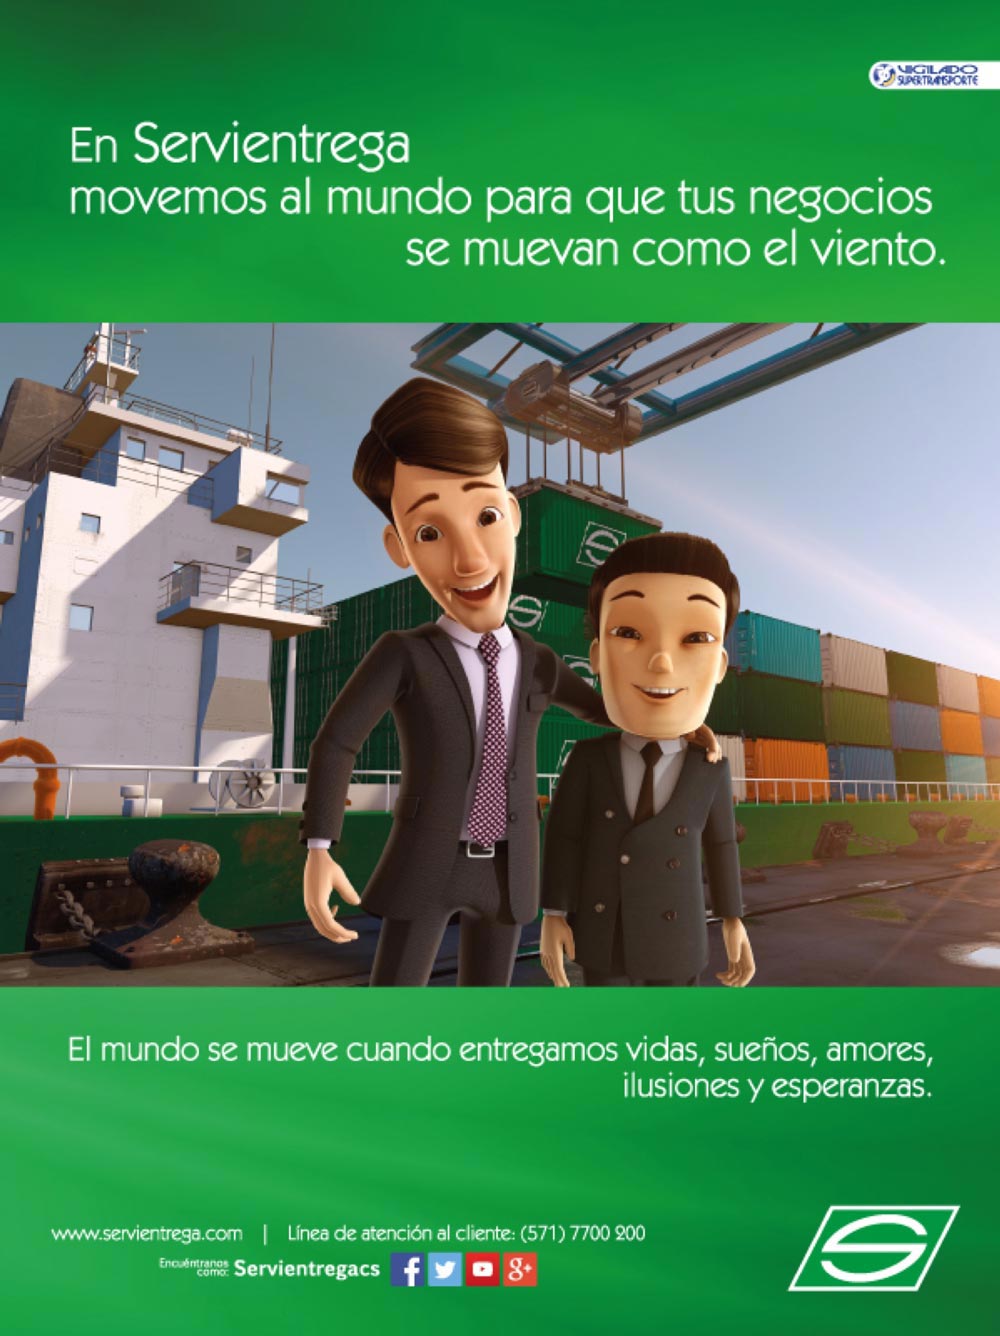 VIGILADO
SUPERTRANSPORTE
En Servientrega
movemos al mundo para que tus negocios
se muevan como el viento.
El mundo se mueve cuando entregamos vidas, sueños, amores,
ilusiones y esperanzas.
www.servientrega.com | Línea de atención al cliente: (571) 7700 200
Encuéntranos
como: Servientregacs